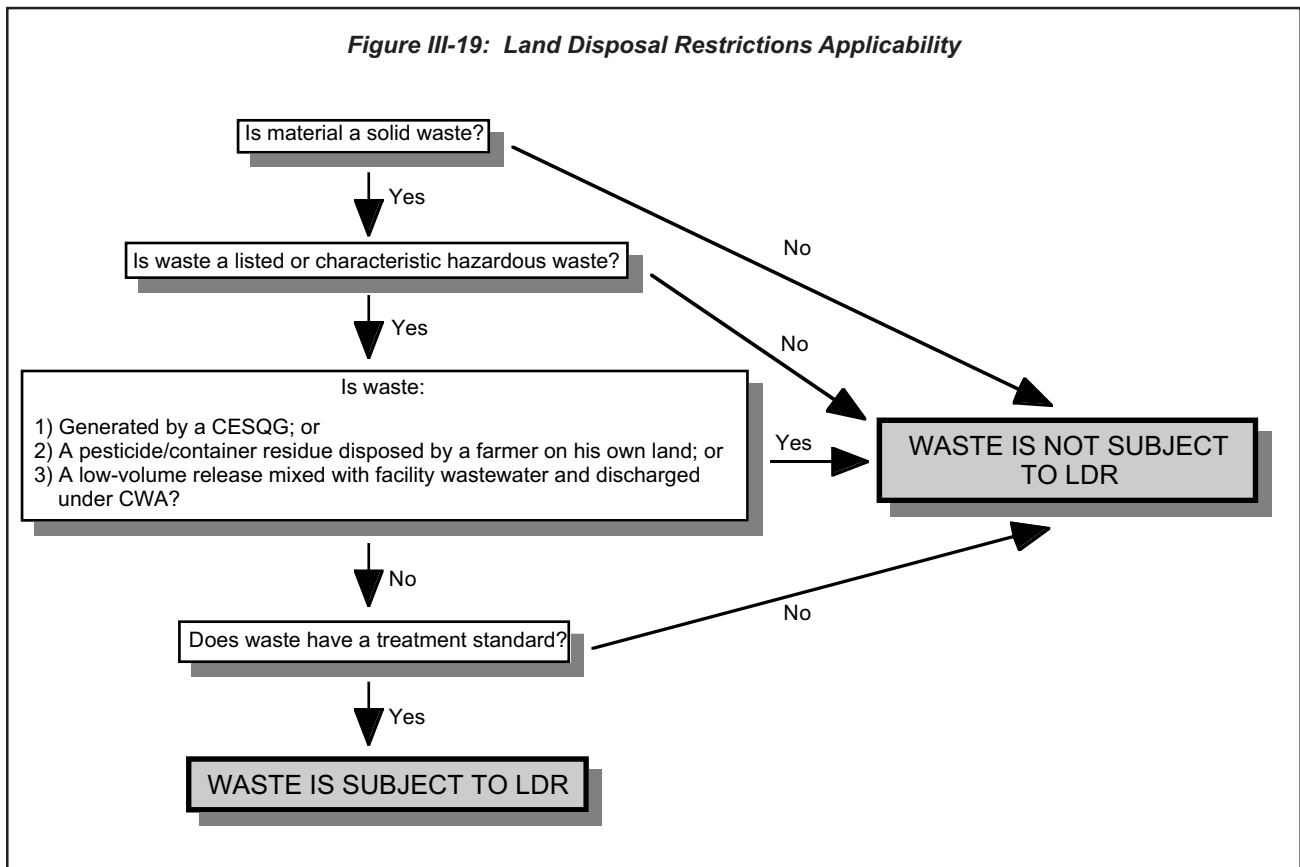 Figure III-19: Land Disposal Restrictions Applicability
Is material a solid waste?
Yes
No
Is waste a listed or characteristic hazardous waste?
Yes
No
Is waste:
1) Generated by a CESQG; or
2) A pesticide/container residue disposed by a farmer on his own land; or
3) A low-volume release mixed with facility wastewater and discharged
under CWA?
Yes
WASTE IS NOT SUBJECT
TO LDR
No
Does waste have a treatment standard?
No
Yes
WASTE IS SUBJECT TO LDR